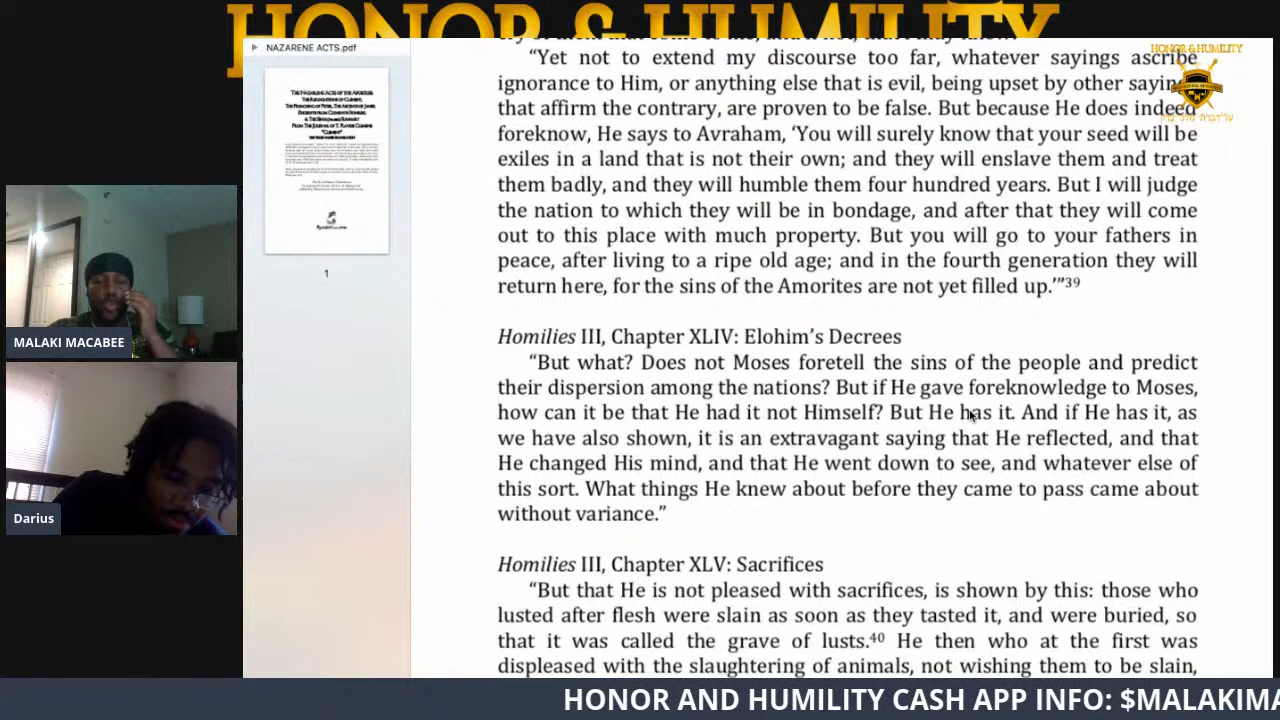 HONOR & HUMILITY
NAZARENE ACTS.pdf
1
MALAKI MACABEE
Darius
HONOR & HUMILITY
“Yet not to extend my discourse too far, whatever sayings ascribe
ignorance to Him, or anything else that is evil, being upset by other sayings
that affirm the contrary, are proved to be false. But because He does indeed
foreknow, He says to Avraham, ‘You will surely know that your seed will be
exiles in a land that is not their own; and they will enslave them and treat
them badly, and they will humble them four hundred years. But I will judge
the nation to which they will be in bondage, and after that they will come
out to this place with much property. But you will go to your fathers in
peace, after living to a ripe old age; and in the fourth generation they will
return here, for the sins of the Amorites are not yet filled up.’”39
Homilies III, Chapter XLIV: Elohim’s Decrees
“But what? Does not Moses foretell the sins of the people and predict
their dispersion among the nations? But if He gave foreknowledge to Moses,
how can it be that He had it not Himself? But He has it. And if He has it, as
we have also shown, it is an extravagant saying that He reflected, and that
He changed His mind, and that He went down to see, and whatever else of
this sort. What things He knew about before they came to pass came about
without variance.”
Homilies III, Chapter XLV: Sacrifices
“But that He is not pleased with sacrifices, is shown by this: those who
lusted after flesh were slain as soon as they tasted it, and were buried, so
that it was called the grave of lusts.40 He then who at the first was
displeased with the slaughtering of animals, not wishing them to be slain,
HONOR AND HUMILITY CASH APP INFO: $MALAKIMA